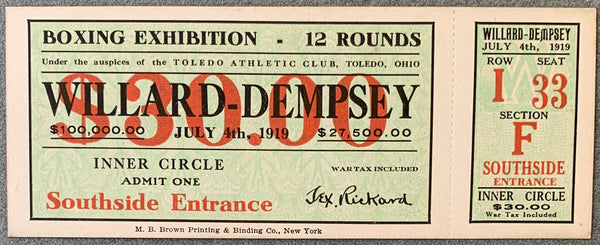 BOXING EXHIBITION - 12 ROUNDS
Under the auspices of the TOLEDO ATHLETIC CLUB, TOLEDO, OHIO
$30.00
WILLARD-DEMPSEY
$100,000.00 JULY 4th, 1919 $27,500.00
INNER CIRCLE WAR TAX INCLUDED
ADMIT ONE
Southside Entrance Tex Rickard
M. B. Brown Printing & Binding Co., New York
WILLARD-DEMPSEY
JULY 4th, 1919
ROW SEAT
I 33
SECTION
F
SOUTHSIDE
ENTRANCE
INNER CIRCLE
$30.00
War Tax Included